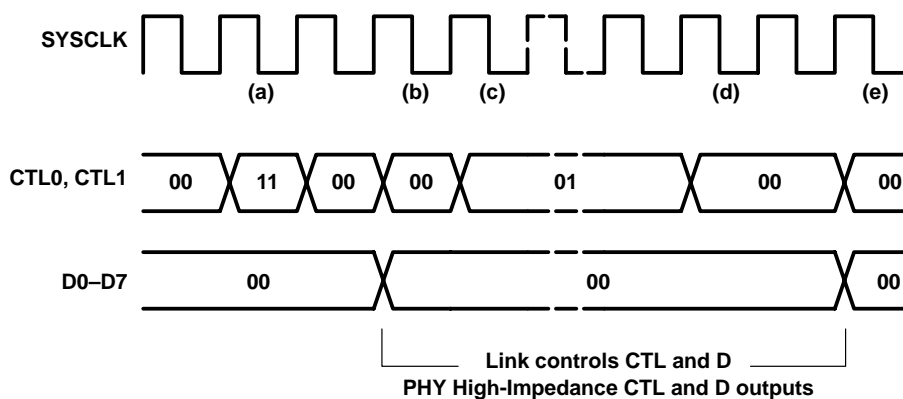 SYSCLK
(a) (b) (c) (d) (e)
CTL0, CTL1 00 11 00 00 01 00 00
D0–D7 00 00 00
Link controls CTL and D
PHY High-Impedance CTL and D outputs